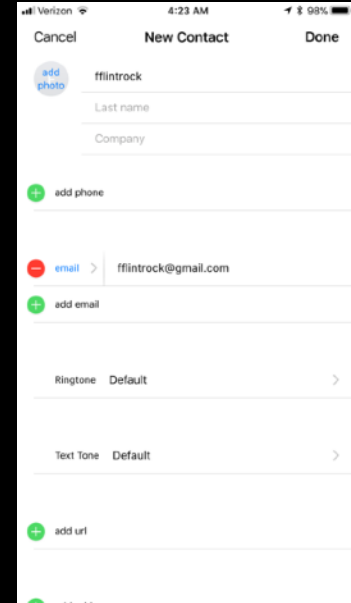 Verizon 4:23 AM 98%
Cancel New Contact Done
add photo
fflintrock
Last name
Company
add phone
email fflintrock@gmail.com
add email
Ringtone Default
Text Tone Default
add url